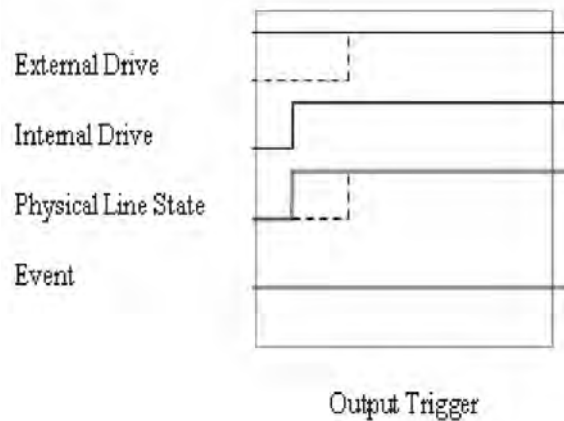 External Drive
Internal Drive
Physical Line State
Event
Output Trigger